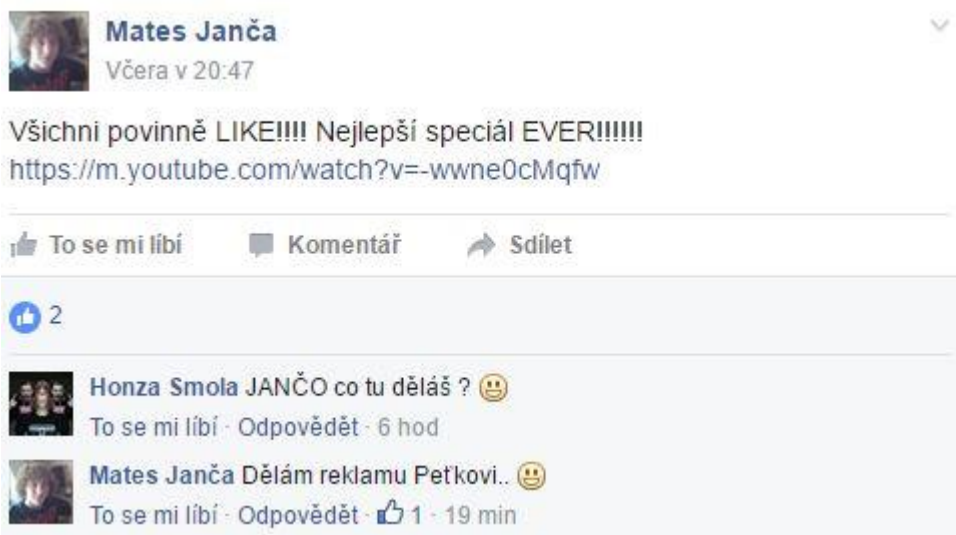 Mates Janča
Včera v 20:47
Všichni povinně LIKE!!!! Nejlepší speciál EVER!!!!!!
https://m.youtube.com/watch?v=-wwne0cMqfw
To se mi líbí Komentář Sdílet
2
Honza Smola JANČO co tu děláš ? 😃
To se mi líbí · Odpovědět · 6 hod
Mates Janča Dělám reklamu Peťkovi.. 😃
To se mi líbí · Odpovědět · 1 · 19 min